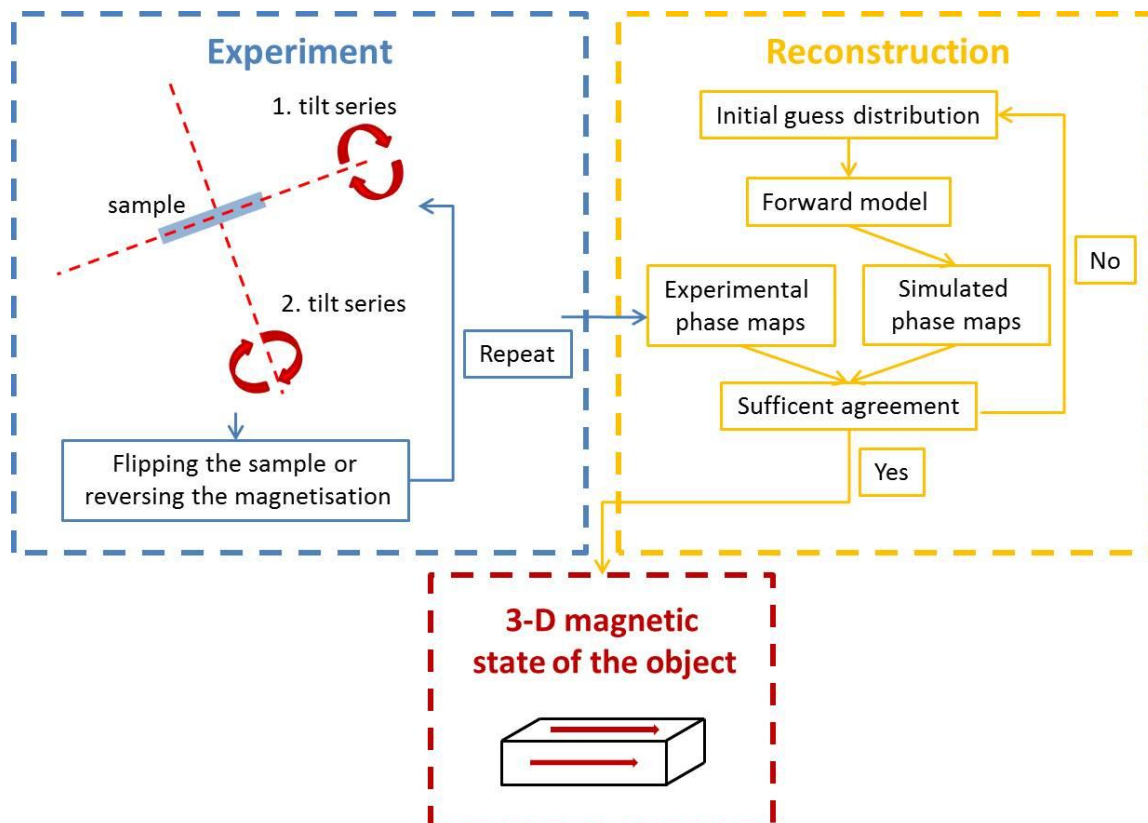 Experiment
1. tilt series
sample
2. tilt series
Repeat
Flipping the sample or
reversing the magnetisation
Reconstruction
Initial guess distribution
Forward model
No
Experimental
phase maps
Simulated
phase maps
Sufficent agreement
Yes
3-D magnetic
state of the object